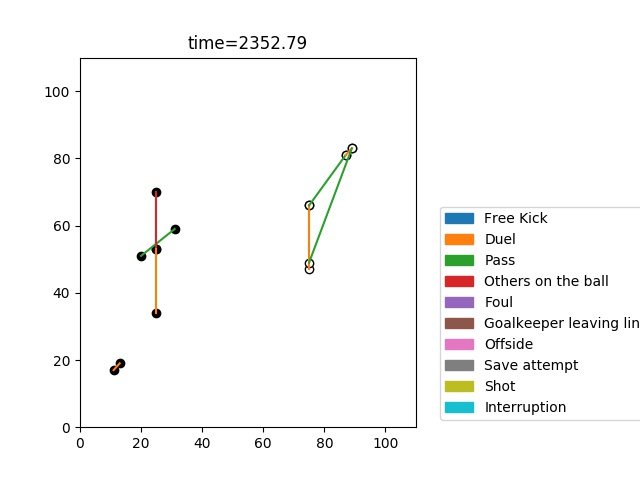 time=2352.79
100
80
60
40
20
0
0 20 40 60 80 100
Free Kick
Duel
Pass
Others on the ball
Foul
Goalkeeper leaving lin
Offside
Save attempt
Shot
Interruption